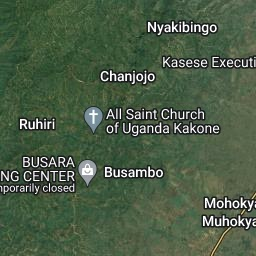 Nyakibingo
Kasese Executi
Chanjojo
All Saint Church
of Uganda Kakone
Ruhiri
BUSARA
NG CENTER
mporarily closed
Busambo
Mohokya
Muhokya